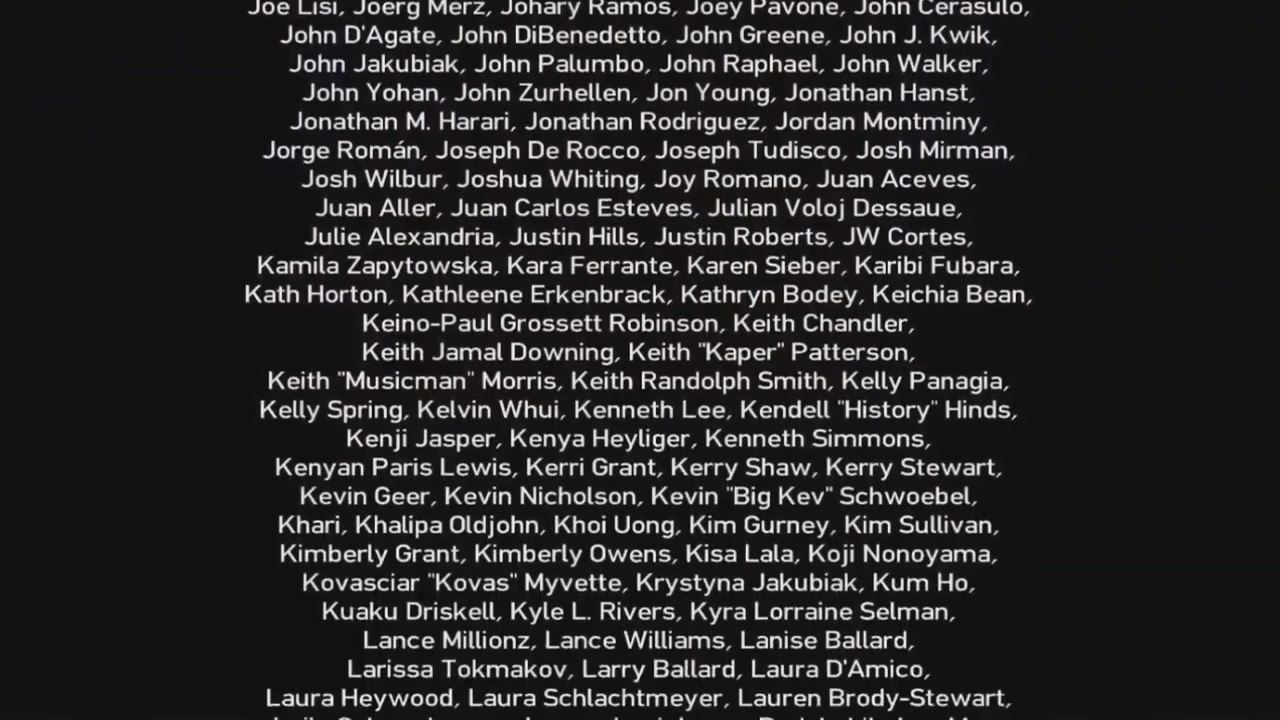 Joe Lisi, Joerg Merz, Johary Ramos, Joey Pavone, John Cerasulo,
John D'Agate, John DiBenedetto, John Greene, John J. Kwik,
John Jakubiak, John Palumbo, John Raphael, John Walker,
John Yohan, John Zurhellen, Jon Young, Jonathan Hanst,
Jonathan M. Harari, Jonathan Rodriguez, Jordan Montminy,
Jorge Román, Joseph De Rocco, Joseph Tudisco, Josh Mirman,
Josh Wilbur, Joshua Whiting, Joy Romano, Juan Aceves,
Juan Aller, Juan Carlos Esteves, Julian Voloj Dessaue,
Julie Alexandria, Justin Hills, Justin Roberts, JW Cortes,
Kamila Zapytowska, Kara Ferrante, Karen Sieber, Karibi Fubara,
Kath Horton, Kathleene Erkenbrack, Kathryn Bodey, Keichia Bean,
Keino-Paul Grossett Robinson, Keith Chandler,
Keith Jamal Downing, Keith "Kaper" Patterson,
Keith "Musicman" Morris, Keith Randolph Smith, Kelly Panagia,
Kelly Spring, Kelvin Whui, Kenneth Lee, Kendell "History" Hinds,
Kenji Jasper, Kenya Heyliger, Kenneth Simmons,
Kenyan Paris Lewis, Kerri Grant, Kerry Shaw, Kerry Stewart,
Kevin Geer, Kevin Nicholson, Kevin "Big Kev" Schwoebel,
Khari, Khalipa Oldjohn, Khoi Uong, Kim Gurney, Kim Sullivan,
Kimberly Grant, Kimberly Owens, Kisa Lala, Koji Nonoyama,
Kovasciar "Kovas" Myvette, Krystyna Jakubiak, Kum Ho,
Kuaku Driskell, Kyle L. Rivers, Kyra Lorraine Selman,
Lance Millionz, Lance Williams, Lanise Ballard,
Larissa Tokmakov, Larry Ballard, Laura D'Amico,
Laura Heywood, Laura Schlachtmeyer, Lauren Brody-Stewart,